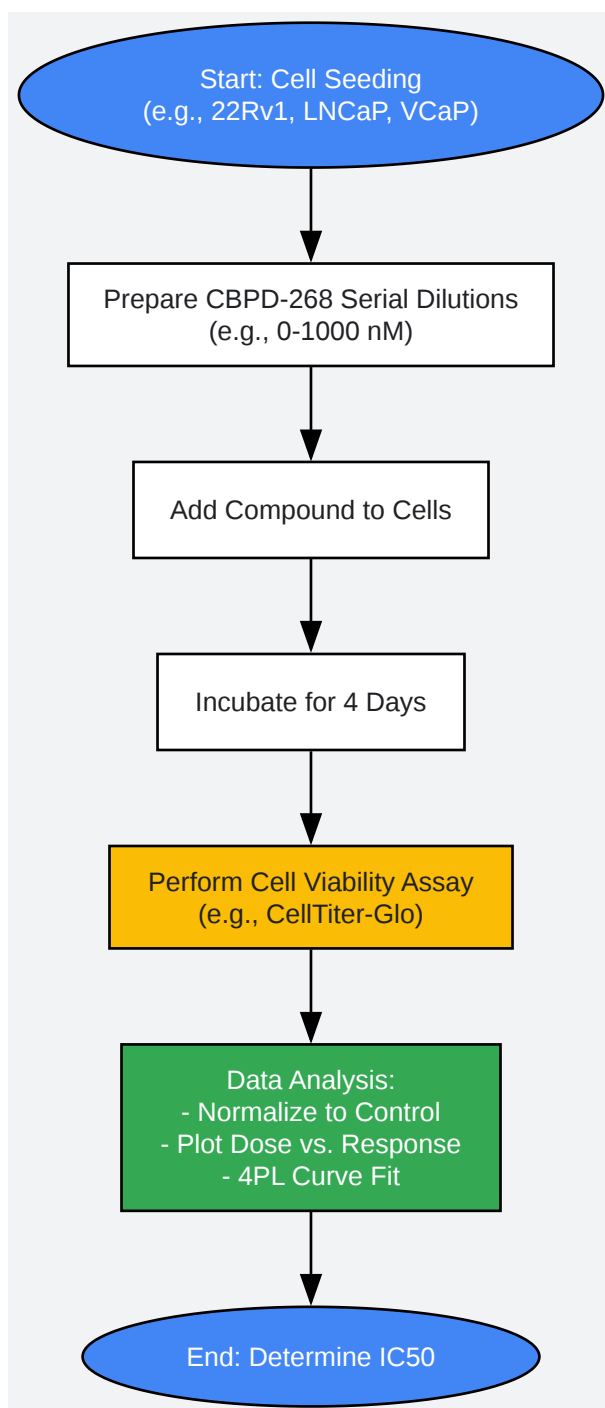 Start: Cell Seeding
(e.g., 22Rv1, LNCaP, VCaP)
Prepare CBPD-268 Serial Dilutions
(e.g., 0-1000 nM)
Add Compound to Cells
Incubate for 4 Days
Perform Cell Viability Assay
(e.g., CellTiter-Glo)
Data Analysis:
- Normalize to Control
- Plot Dose vs. Response
- 4PL Curve Fit
End: Determine IC50